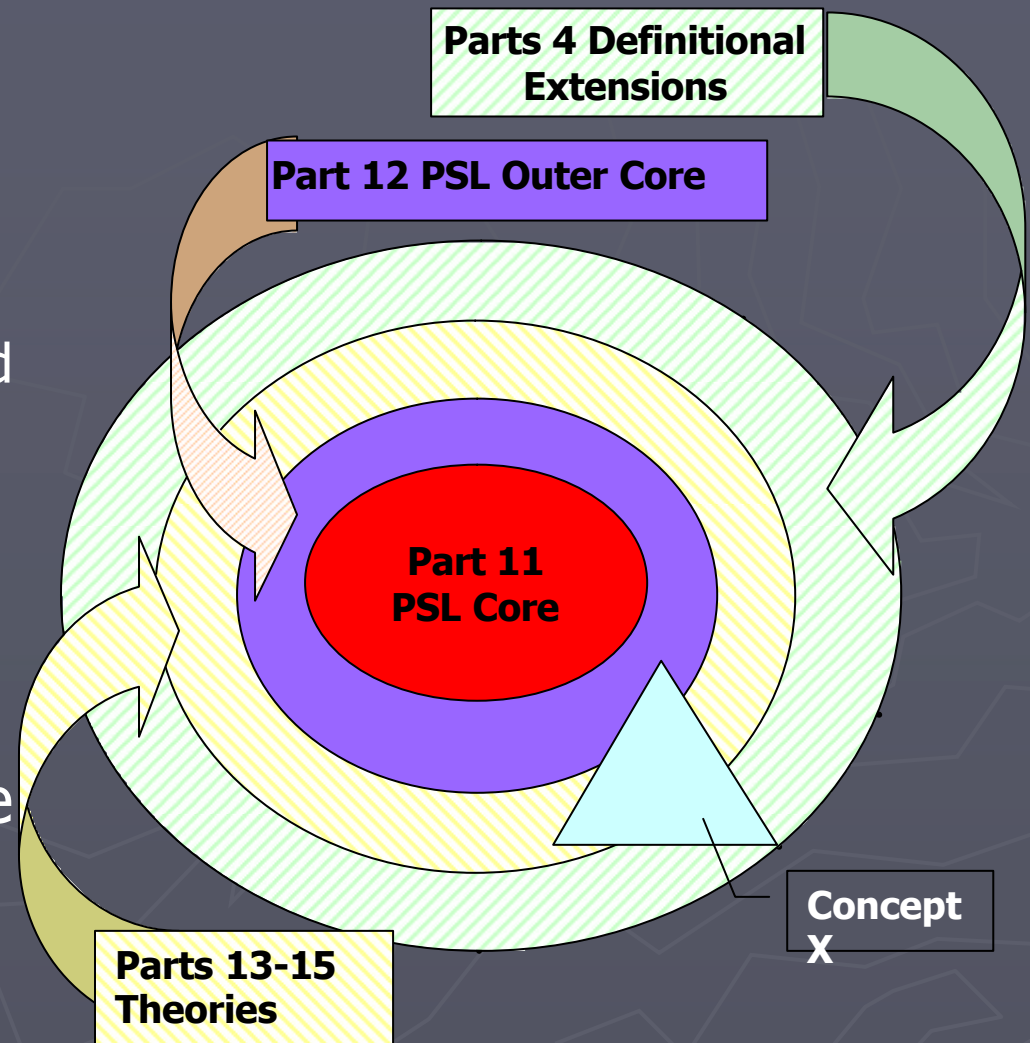 Parts 4 Definitional
Extensions
Part 12 PSL Outer Core
d
Part 11
PSL Core
e
Concept
X
Parts 13-15
Theories